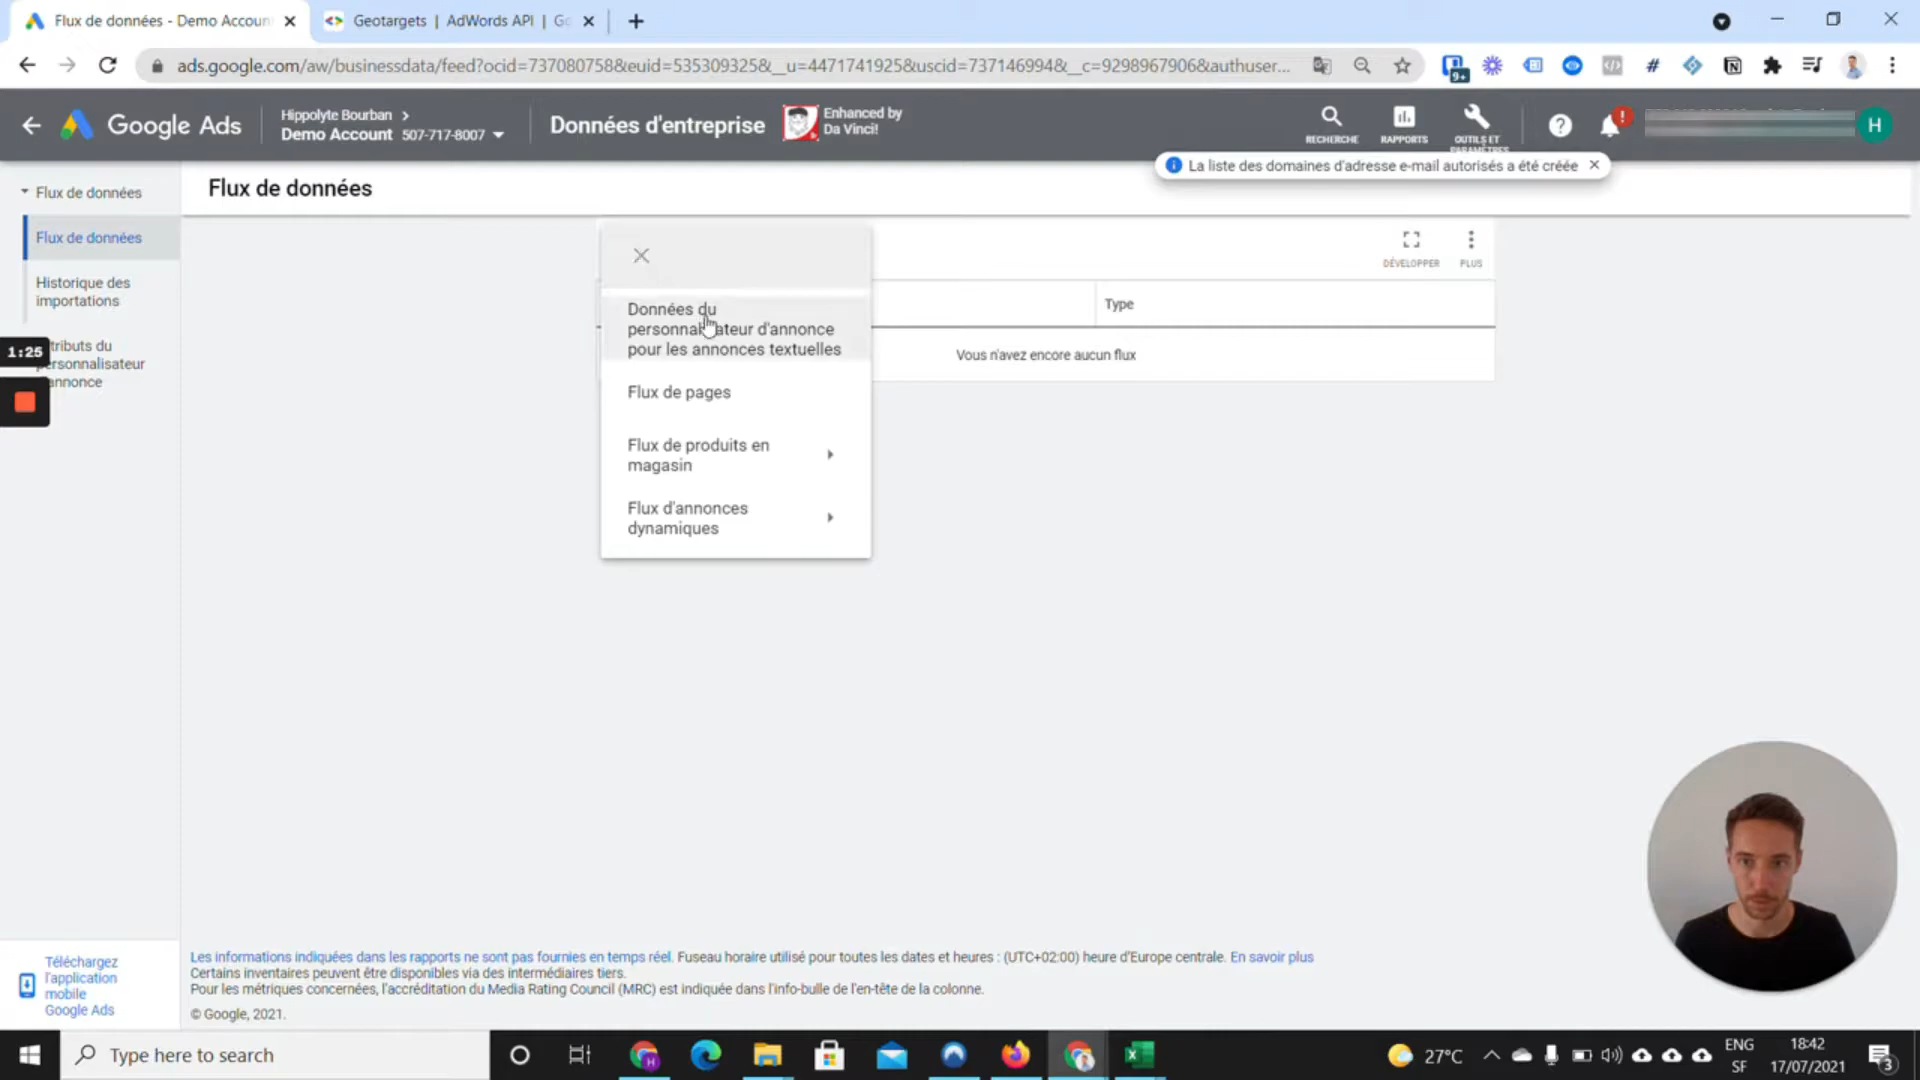 Flux de données - Demo Accoun
Geotargets | AdWords API | Go
ads.google.com/aw/businessdata/feed?ocid=737080758&euid=535309325&__u=4471741925&uscid=737146994&__c=9298967906&authuser...
9+
Google Ads
Hippolyte Bourban
Demo Account 507-717-8007
Données d'entreprise
Enhanced by
Da Vinci!
RECHERCHE
RAPPORTS
OUTILS ET
PARAMÈTRES
H
La liste des domaines d'adresse e-mail autorisés a été créée
Flux de données
Flux de données
Historique des
importations
tributs du
personnalisateur
annonce
1:25
Flux de données
DÉVELOPPER
PLUS
Type
Vous n'avez encore aucun flux
Données du
personnalisateur d'annonce
pour les annonces textuelles
Flux de pages
Flux de produits en
magasin
Flux d'annonces
dynamiques
Téléchargez
l'application
mobile
Google Ads
Les informations indiquées dans les rapports ne sont pas fournies en temps réel. Fuseau horaire utilisé pour toutes les dates et heures : (UTC+02:00) heure d'Europe centrale. En savoir plus
Certains inventaires peuvent être disponibles via des intermédiaires tiers.
Pour les métriques concernées, l'accréditation du Media Rating Council (MRC) est indiquée dans l'info-bulle de l'en-tête de la colonne.
© Google, 2021.
Type here to search
27°C
ENG
SF
18:42
17/07/2021
3